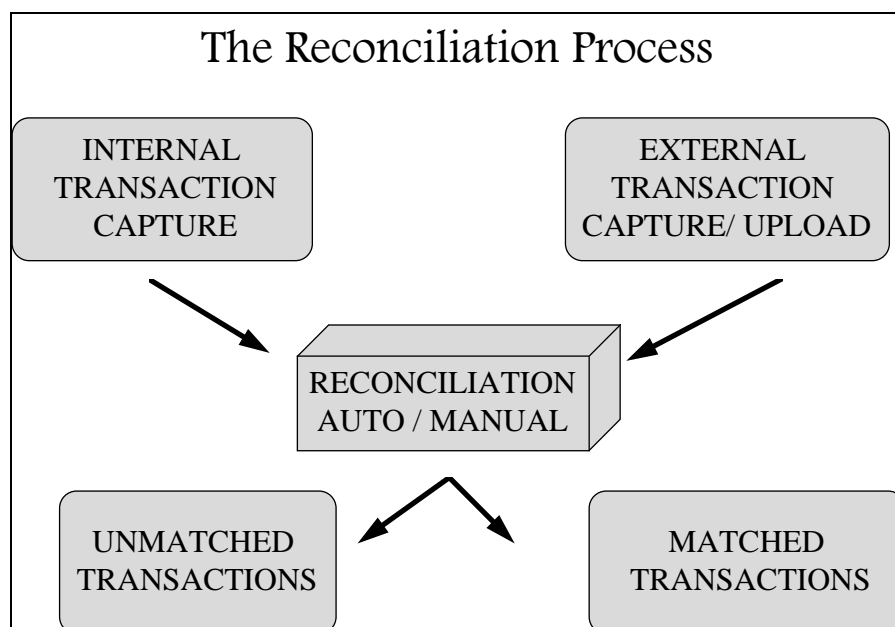 The Reconciliation Process
INTERNAL
TRANSACTION
CAPTURE
EXTERNAL
TRANSACTION
CAPTURE/ UPLOAD
RECONCILIATION
AUTO / MANUAL
UNMATCHED
TRANSACTIONS
MATCHED
TRANSACTIONS